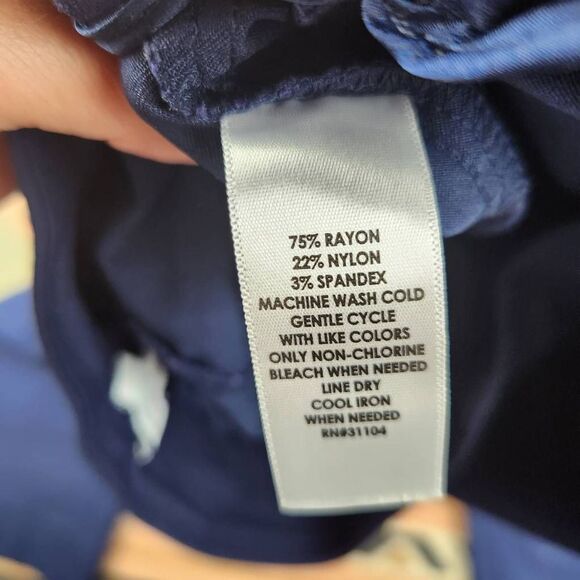 75% RAYON
22% NYLON
3% SPANDEX
MACHINE WASH COLD
GENTLE CYCLE
WITH LIKE COLORS
ONLY NON-CHLORINE
BLEACH WHEN NEEDED
LINE DRY
COOL IRON
WHEN NEEDED
RN#31104